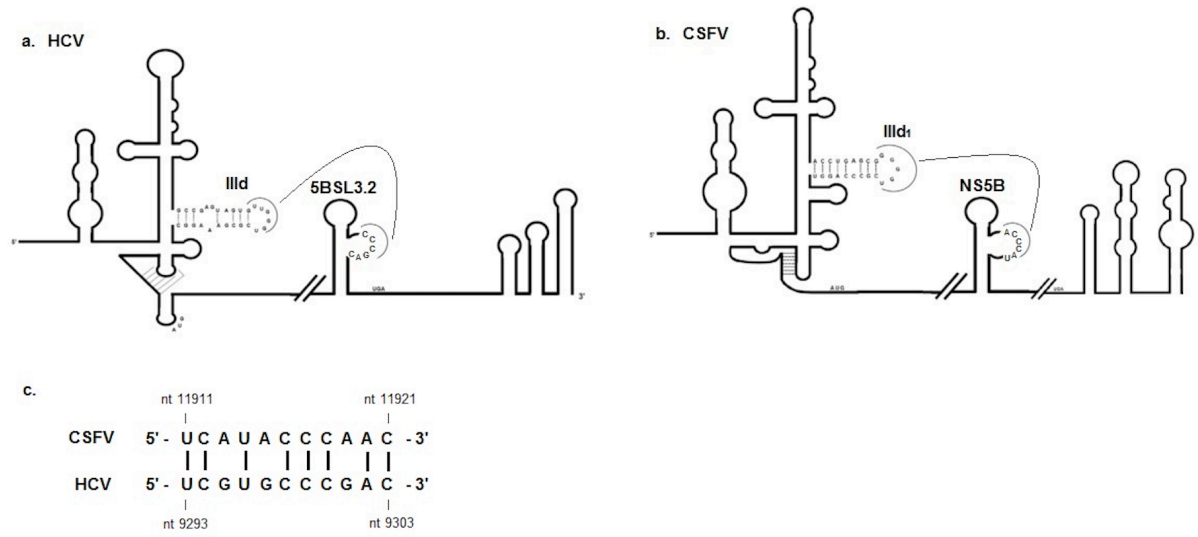 a. HCV
IIId
5BSL3.2
5'
G C C G A G U A G U G U U G G G U
C G G A A A G C G C U
C C C G A C
UGA
3'
A U G
b. CSFV
IIId1
A C C U G A G C G G G G U
U G G G A C C C G C U
NS5B
A C C C A U
5'
AUG
UGA
c.
nt 11911 nt 11921
CSFV 5'- U C A U A C C C A A C -3'
HCV 5'- U C G U G C C C G A C -3'
nt 9293 nt 9303